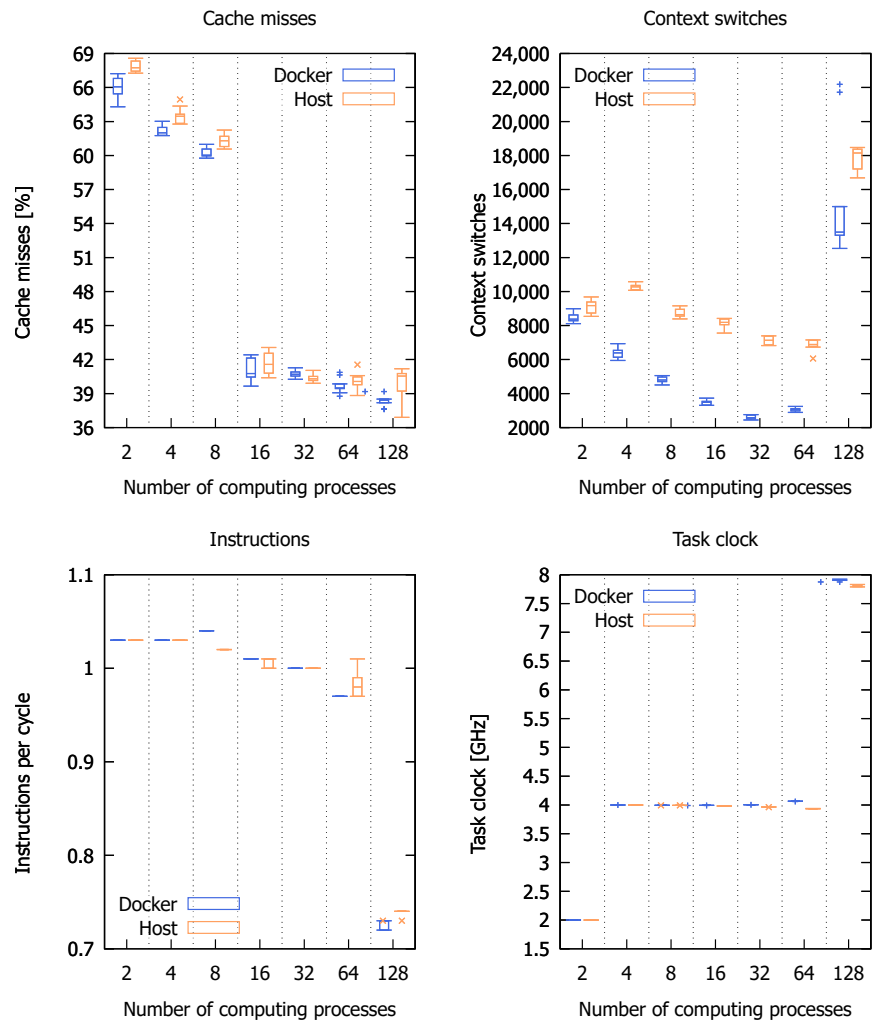 Cache misses
69
66
63
60
57
54
51
48
45
42
39
36
Cache misses [%]
Docker
Host
2 4 8 16 32 64 128
Number of computing processes
Context switches
24,000
22,000
20,000
18,000
16,000
14,000
12,000
10,000
8000
6000
4000
2000
Context switches
Docker
Host
2 4 8 16 32 64 128
Number of computing processes
Instructions
1.1
1
0.9
0.8
0.7
Instructions per cycle
Docker
Host
2 4 8 16 32 64 128
Number of computing processes
Task clock
8
7.5
7
6.5
6
5.5
5
4.5
4
3.5
3
2.5
2
1.5
Task clock [GHz]
Docker
Host
2 4 8 16 32 64 128
Number of computing processes